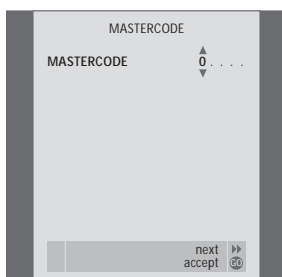 MASTERCODE
MASTERCODE 0 . . . .
next
accept GO